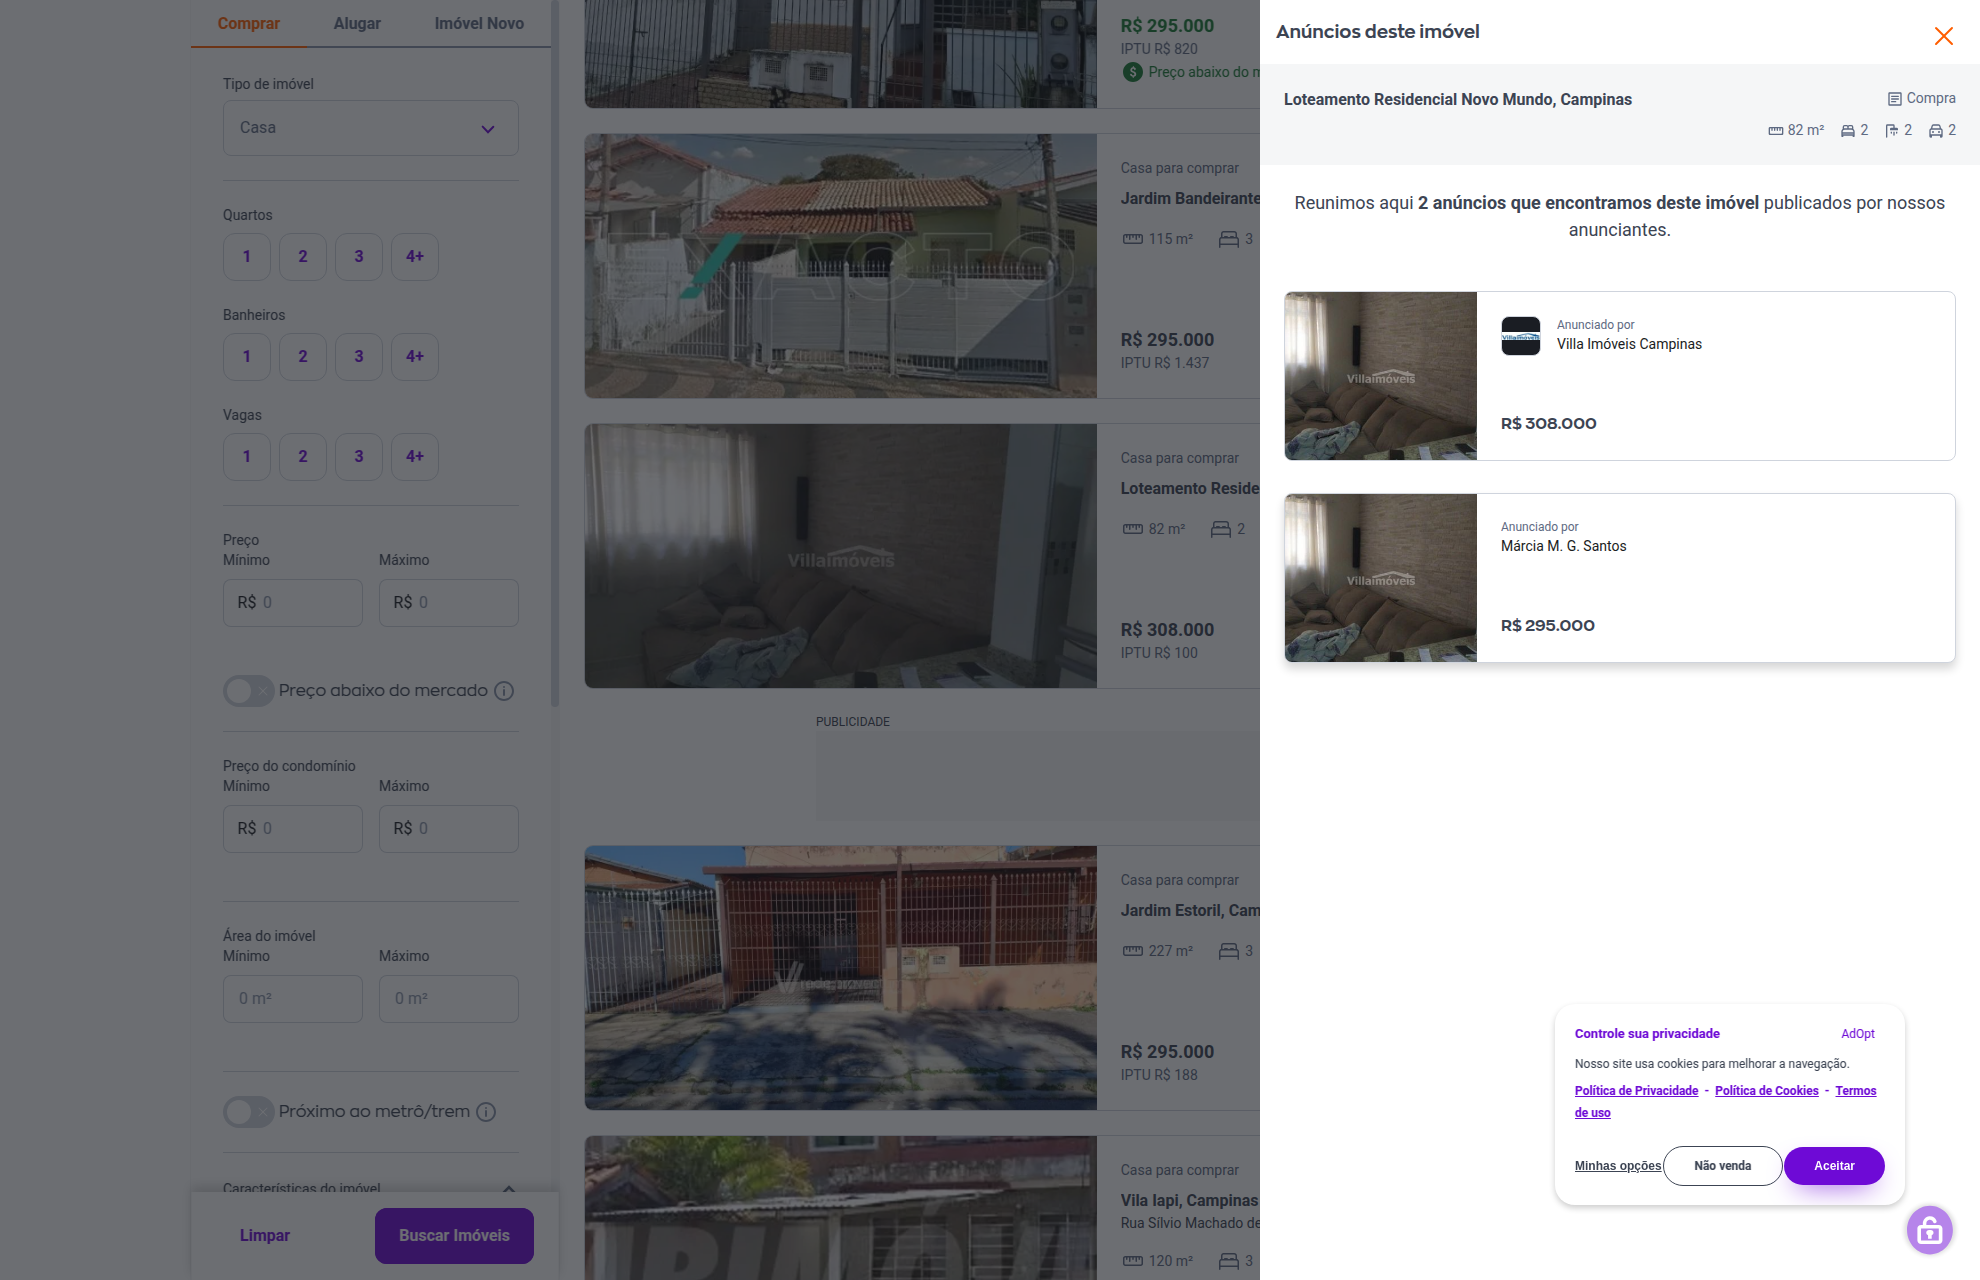 Comprar
Alugar
Imóvel Novo
Tipo de imóvel
Casa
Quartos
1
2
3
4+
Banheiros
1
2
3
4+
Vagas
1
2
3
4+
Preço
Mínimo
Máximo
R$ 0
R$ 0
Preço abaixo do mercado
Preço do condomínio
Mínimo
Máximo
R$ 0
R$ 0
Área do imóvel
Mínimo
Máximo
0 m²
0 m²
Próximo ao metrô/trem
Características do imóvel
Limpar
Buscar Imóveis
R$ 295.000
IPTU R$ 820
$ Preço abaixo do m
XACTO
Casa para comprar
Jardim Bandeirante
115 m²
3
R$ 295.000
IPTU R$ 1.437
Villaimóveis
Casa para comprar
Loteamento Reside
82 m²
2
R$ 308.000
IPTU R$ 100
PUBLICIDADE
Casa para comprar
Jardim Estoril, Cam
227 m²
3
R$ 295.000
IPTU R$ 188
Casa para comprar
Vila Iapi, Campinas
Rua Sílvio Machado de
120 m²
3
Anúncios deste imóvel
Loteamento Residencial Novo Mundo, Campinas
Compra
82 m²
2
2
2
Reunimos aqui 2 anúncios que encontramos deste imóvel publicados por nossos
anunciantes.
Villaimóveis
Villaimóveis
Anunciado por
Villa Imóveis Campinas
R$ 308.000
Villaimóveis
Anunciado por
Márcia M. G. Santos
R$ 295.000
Controle sua privacidade
AdOpt
Nosso site usa cookies para melhorar a navegação.
Política de Privacidade - Política de Cookies - Termos
de uso
Minhas opções
Não venda
Aceitar